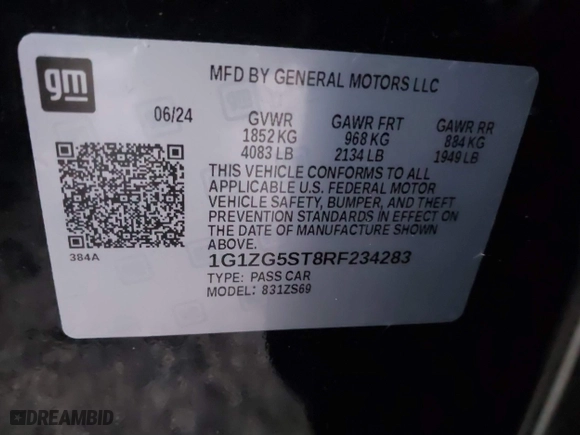 gm
MFD BY GENERAL MOTORS LLC
06/24 GVWR GAWR FRT GAWR RR
1852 KG 968 KG 884 KG
4083 LB 2134 LB 1949 LB
THIS VEHICLE CONFORMS TO ALL
APPLICABLE U.S. FEDERAL MOTOR
VEHICLE SAFETY, BUMPER, AND THEFT
PREVENTION STANDARDS IN EFFECT ON
THE DATE OF MANUFACTURE SHOWN
ABOVE.
384A
1G1ZG5ST8RF234283
TYPE: PASS CAR
MODEL: 831ZS69
DREAMBID